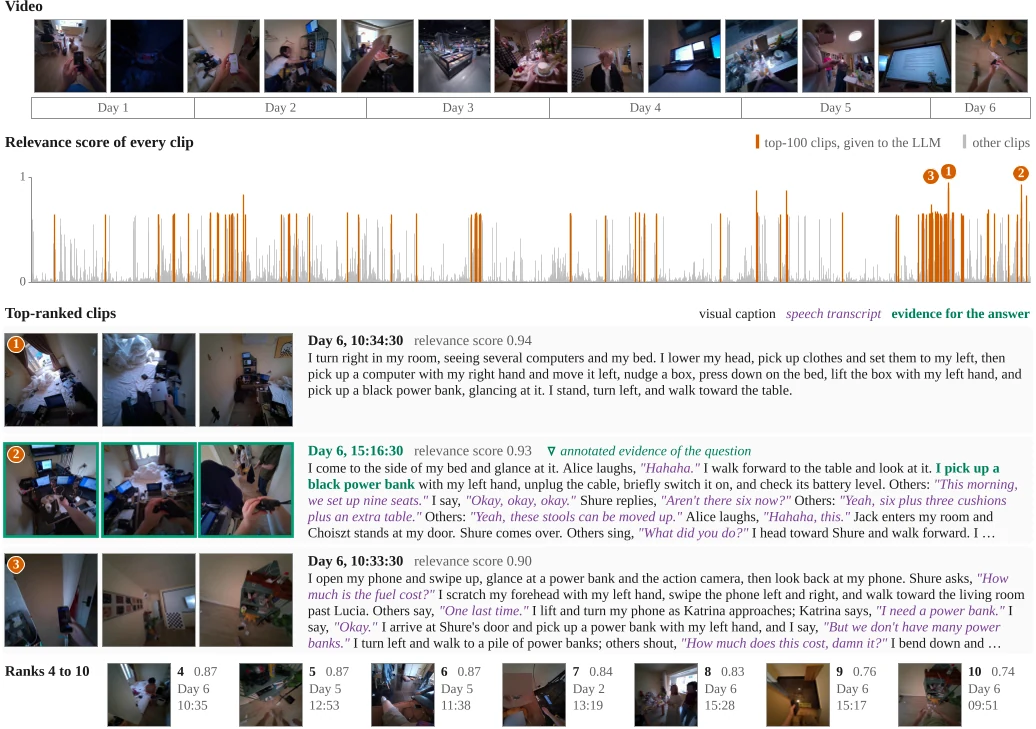 Video
Day 1 Day 2 Day 3 Day 4 Day 5 Day 6
Relevance score of every clip
top-100 clips, given to the LLM other clips
3 1 2
1
0
Top-ranked clips
visual caption speech transcript evidence for the answer
1
Day 6, 10:34:30 relevance score 0.94
I turn right in my room, seeing several computers and my bed. I lower my head, pick up clothes and set them to my left, then
pick up a computer with my right hand and move it left, nudge a box, press down on the bed, lift the box with my left hand, and
pick up a black power bank, glancing at it. I stand, turn left, and walk toward the table.
2
Day 6, 15:16:30 relevance score 0.93 ∇ annotated evidence of the question
I come to the side of my bed and glance at it. Alice laughs, "Hahaha." I walk forward to the table and look at it. I pick up a
black power bank with my left hand, unplug the cable, briefly switch it on, and check its battery level. Others: "This morning,
we set up nine seats." I say, "Okay, okay, okay." Shure replies, "Aren't there six now?" Others: "Yeah, six plus three cushions
plus an extra table." Others: "Yeah, these stools can be moved up." Alice laughs, "Hahaha, this." Jack enters my room and
Choiszt stands at my door. Shure comes over. Others sing, "What did you do?" I head toward Shure and walk forward. I …
3
Day 6, 10:33:30 relevance score 0.90
I open my phone and swipe up, glance at a power bank and the action camera, then look back at my phone. Shure asks, "How
much is the fuel cost?" I scratch my forehead with my left hand, swipe the phone left and right, and walk toward the living room
past Lucia. Others say, "One last time." I lift and turn my phone as Katrina approaches; Katrina says, "I need a power bank." I
say, "Okay." I arrive at Shure's door and pick up a power bank with my left hand, and I say, "But we don't have many power
banks." I turn left and walk to a pile of power banks; others shout, "How much does this cost, damn it?" I bend down and …
Ranks 4 to 10
4 0.87
Day 6
10:35
5 0.87
Day 5
12:53
6 0.87
Day 5
11:38
7 0.84
Day 2
13:19
8 0.83
Day 6
15:28
9 0.76
Day 6
15:17
10 0.74
Day 6
09:51